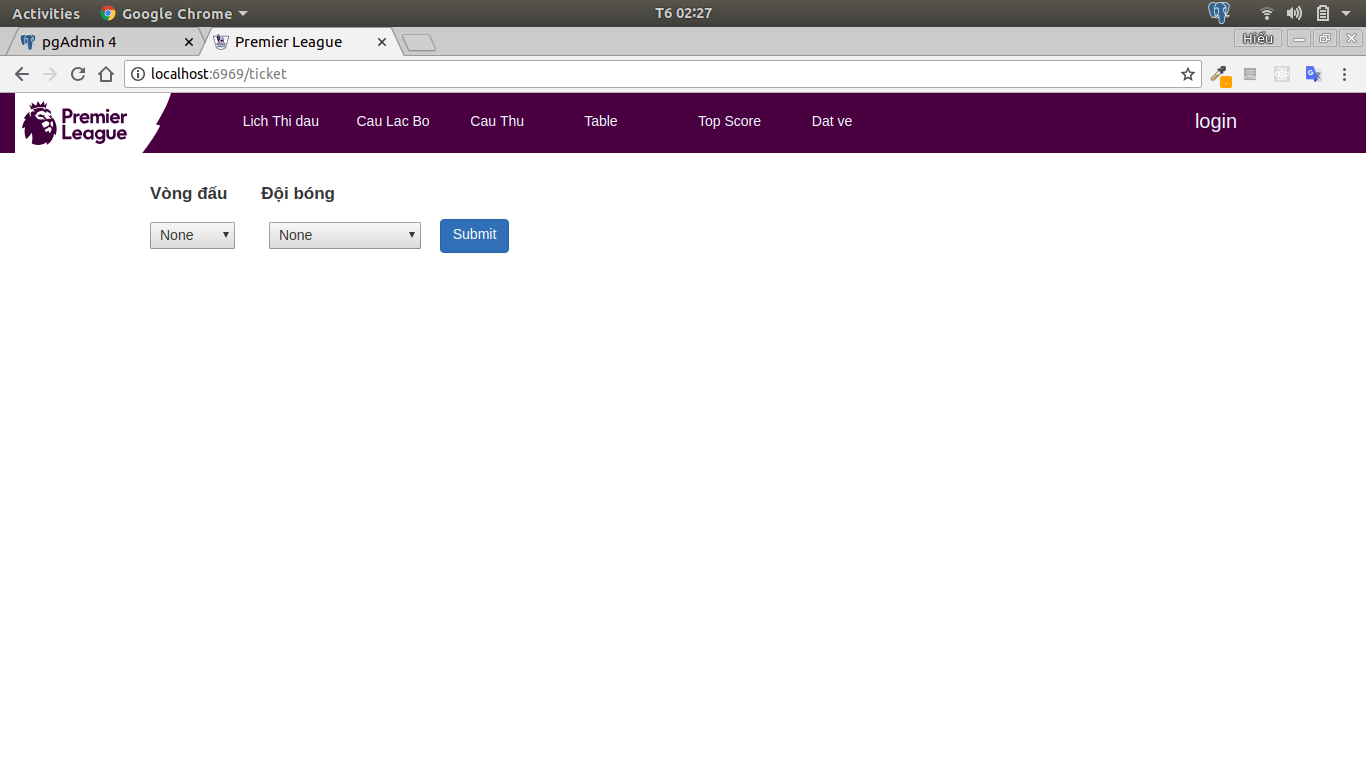 Activities Google Chrome T6 02:27
pgAdmin 4 Premier League Hiếu
localhost:6969/ticket
Premier League Lich Thi dau Cau Lac Bo Cau Thu Table Top Score Dat ve login
Vòng đấu Đội bóng
None None Submit